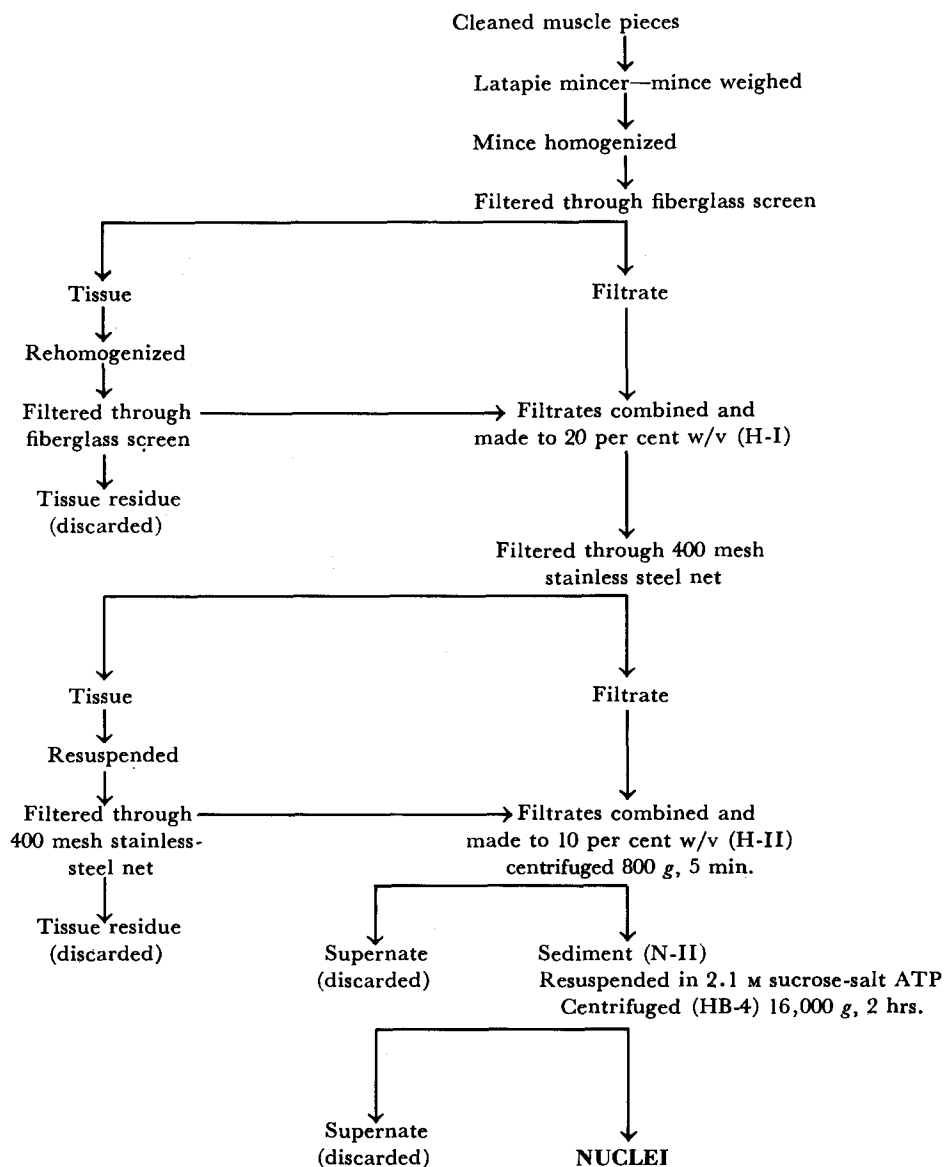 Cleaned muscle pieces
Latapie mincer—mince weighed
Mince homogenized
Filtered through fiberglass screen
Tissue
Filtrate
Rehomogenized
Filtered through
fiberglass screen
Filtrates combined and
made to 20 per cent w/v (H-I)
Tissue residue
(discarded)
Filtered through 400 mesh
stainless steel net
Tissue
Filtrate
Resuspended
Filtered through
400 mesh stainless-
steel net
Filtrates combined and
made to 10 per cent w/v (H-II)
centrifuged 800 g, 5 min.
Tissue residue
(discarded)
Supernate
(discarded)
Sediment (N-II)
Resuspended in 2.1 M sucrose-salt ATP
Centrifuged (HB-4) 16,000 g, 2 hrs.
Supernate
(discarded)
NUCLEI